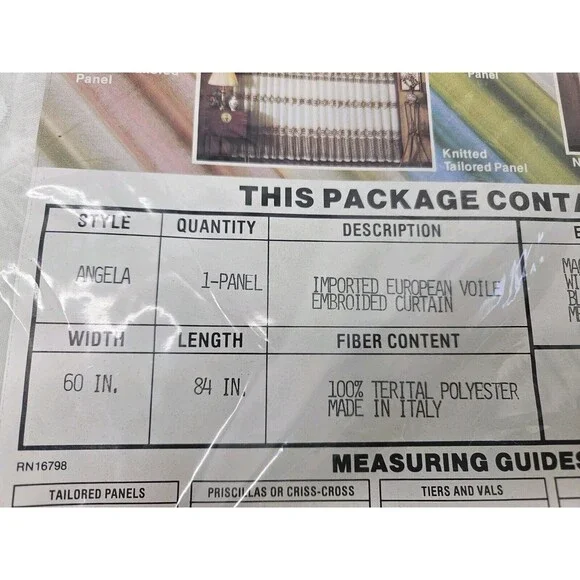 Panel
Panel
Knitted
Tailored Panel
THIS PACKAGE CONTA
STYLE QUANTITY DESCRIPTION
ANGELA 1-PANEL IMPORTED EUROPEAN VOILE
EMBROIDED CURTAIN
WIDTH LENGTH FIBER CONTENT
60 IN. 84 IN. 100% TERITAL POLYESTER
MADE IN ITALY
RN16798 MEASURING GUIDES
TAILORED PANELS PRISCILLAS OR CRISS-CROSS TIERS AND VALS